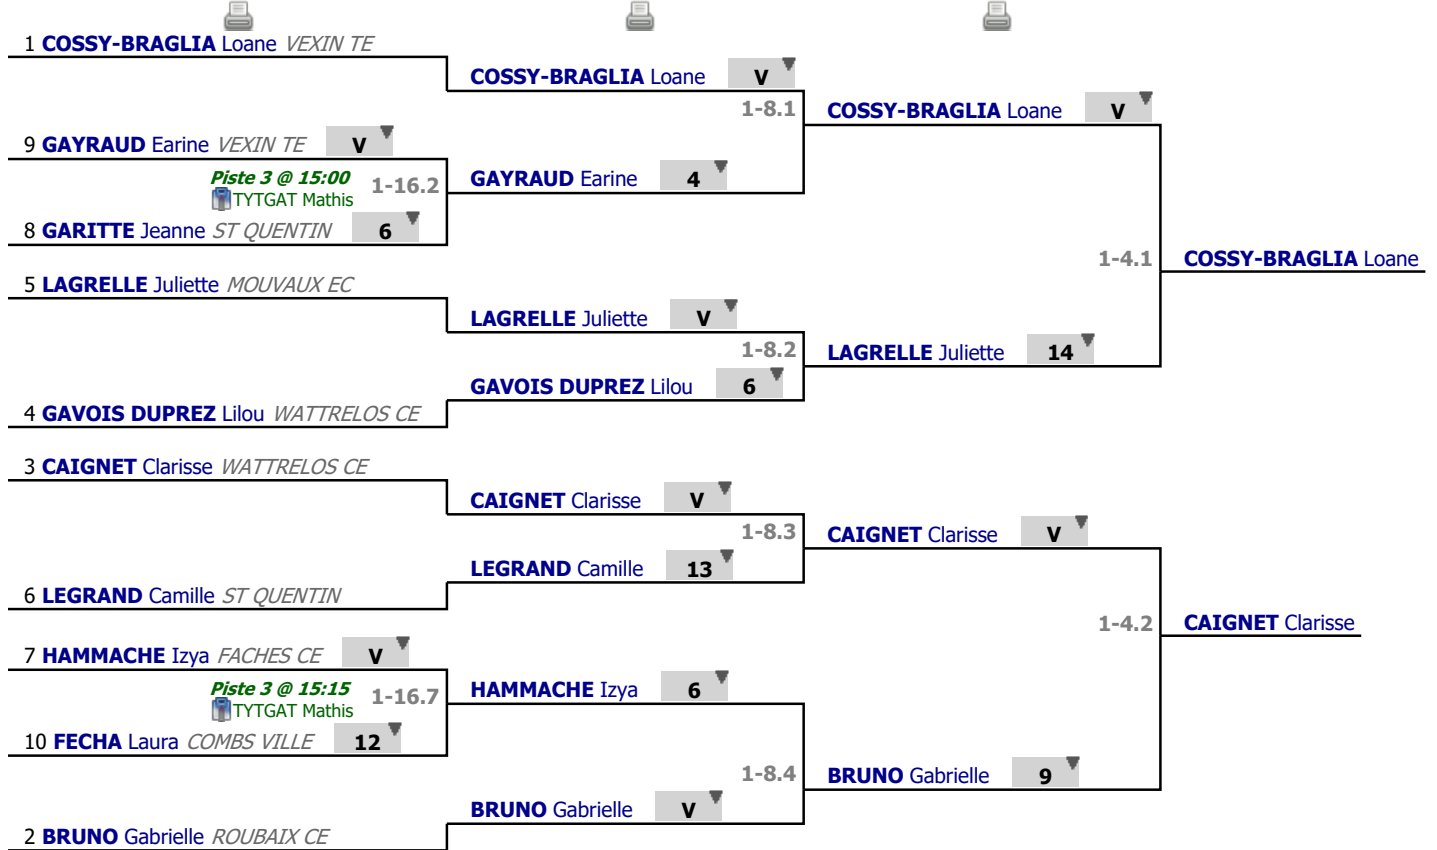 1 COSSY-BRAGLIA Loane VEXIN TE
COSSY-BRAGLIA Loane V
1-8.1
COSSY-BRAGLIA Loane V
9 GAYRAUD Earine VEXIN TE V
Piste 3 @ 15:00
1-16.2
TYTGAT Mathis
GAYRAUD Earine 4
8 GARITTE Jeanne ST QUENTIN 6
1-4.1
COSSY-BRAGLIA Loane
5 LAGRELLE Juliette MOUVAUX EC
LAGRELLE Juliette V
1-8.2
LAGRELLE Juliette 14
GAVOIS DUPREZ Lilou 6
4 GAVOIS DUPREZ Lilou WATTRELOS CE
3 CAIGNET Clarisse WATTRELOS CE
CAIGNET Clarisse V
1-8.3
CAIGNET Clarisse V
LEGRAND Camille 13
6 LEGRAND Camille ST QUENTIN
1-4.2
CAIGNET Clarisse
7 HAMMACHE Izya FACHES CE V
Piste 3 @ 15:15
1-16.7
TYTGAT Mathis
HAMMACHE Izya 6
10 FECHA Laura COMBS VILLE 12
1-8.4
BRUNO Gabrielle 9
BRUNO Gabrielle V
2 BRUNO Gabrielle ROUBAIX CE